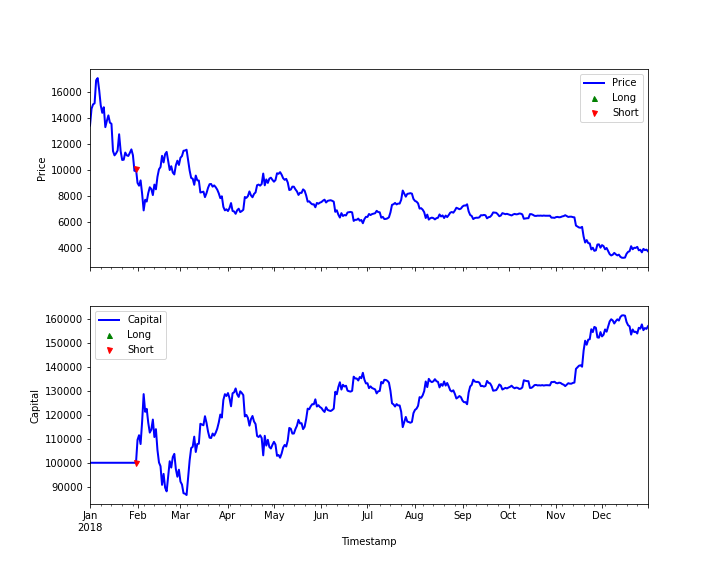 16000
14000
12000
10000
8000
6000
4000
Price
Price
Long
Short
160000
150000
140000
130000
120000
110000
100000
90000
Capital
Capital
Long
Short
Jan Feb Mar Apr May Jun Jul Aug Sep Oct Nov Dec
2018
Timestamp